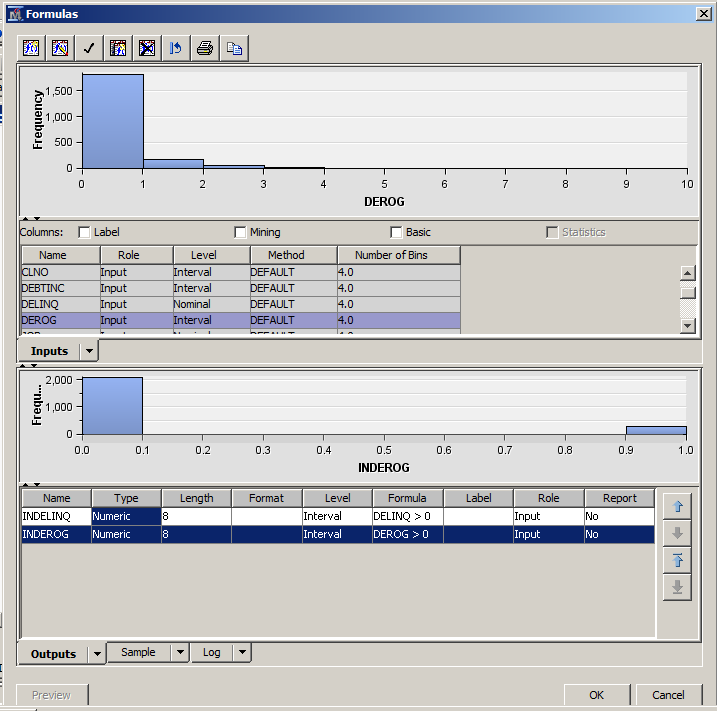 Formulas
1,500
1,000
500
0
Frequency
0 1 2 3 4 5 6 7 8 9 10
DEROG
Columns: Label Mining Basic Statistics
Name Role Level Method Number of Bins
CLNO Input Interval DEFAULT 4.0
DEBTINC Input Interval DEFAULT 4.0
DELINQ Input Nominal DEFAULT 4.0
DEROG Input Interval DEFAULT 4.0
Inputs
2,000
1,000
0
Frequ...
0.0 0.1 0.2 0.3 0.4 0.5 0.6 0.7 0.8 0.9 1.0
INDEROG
Name Type Length Format Level Formula Label Role Report
INDELINQ Numeric 8 Interval DELINQ > 0 Input No
INDEROG Numeric 8 Interval DEROG > 0 Input No
Outputs Sample Log
Preview OK Cancel